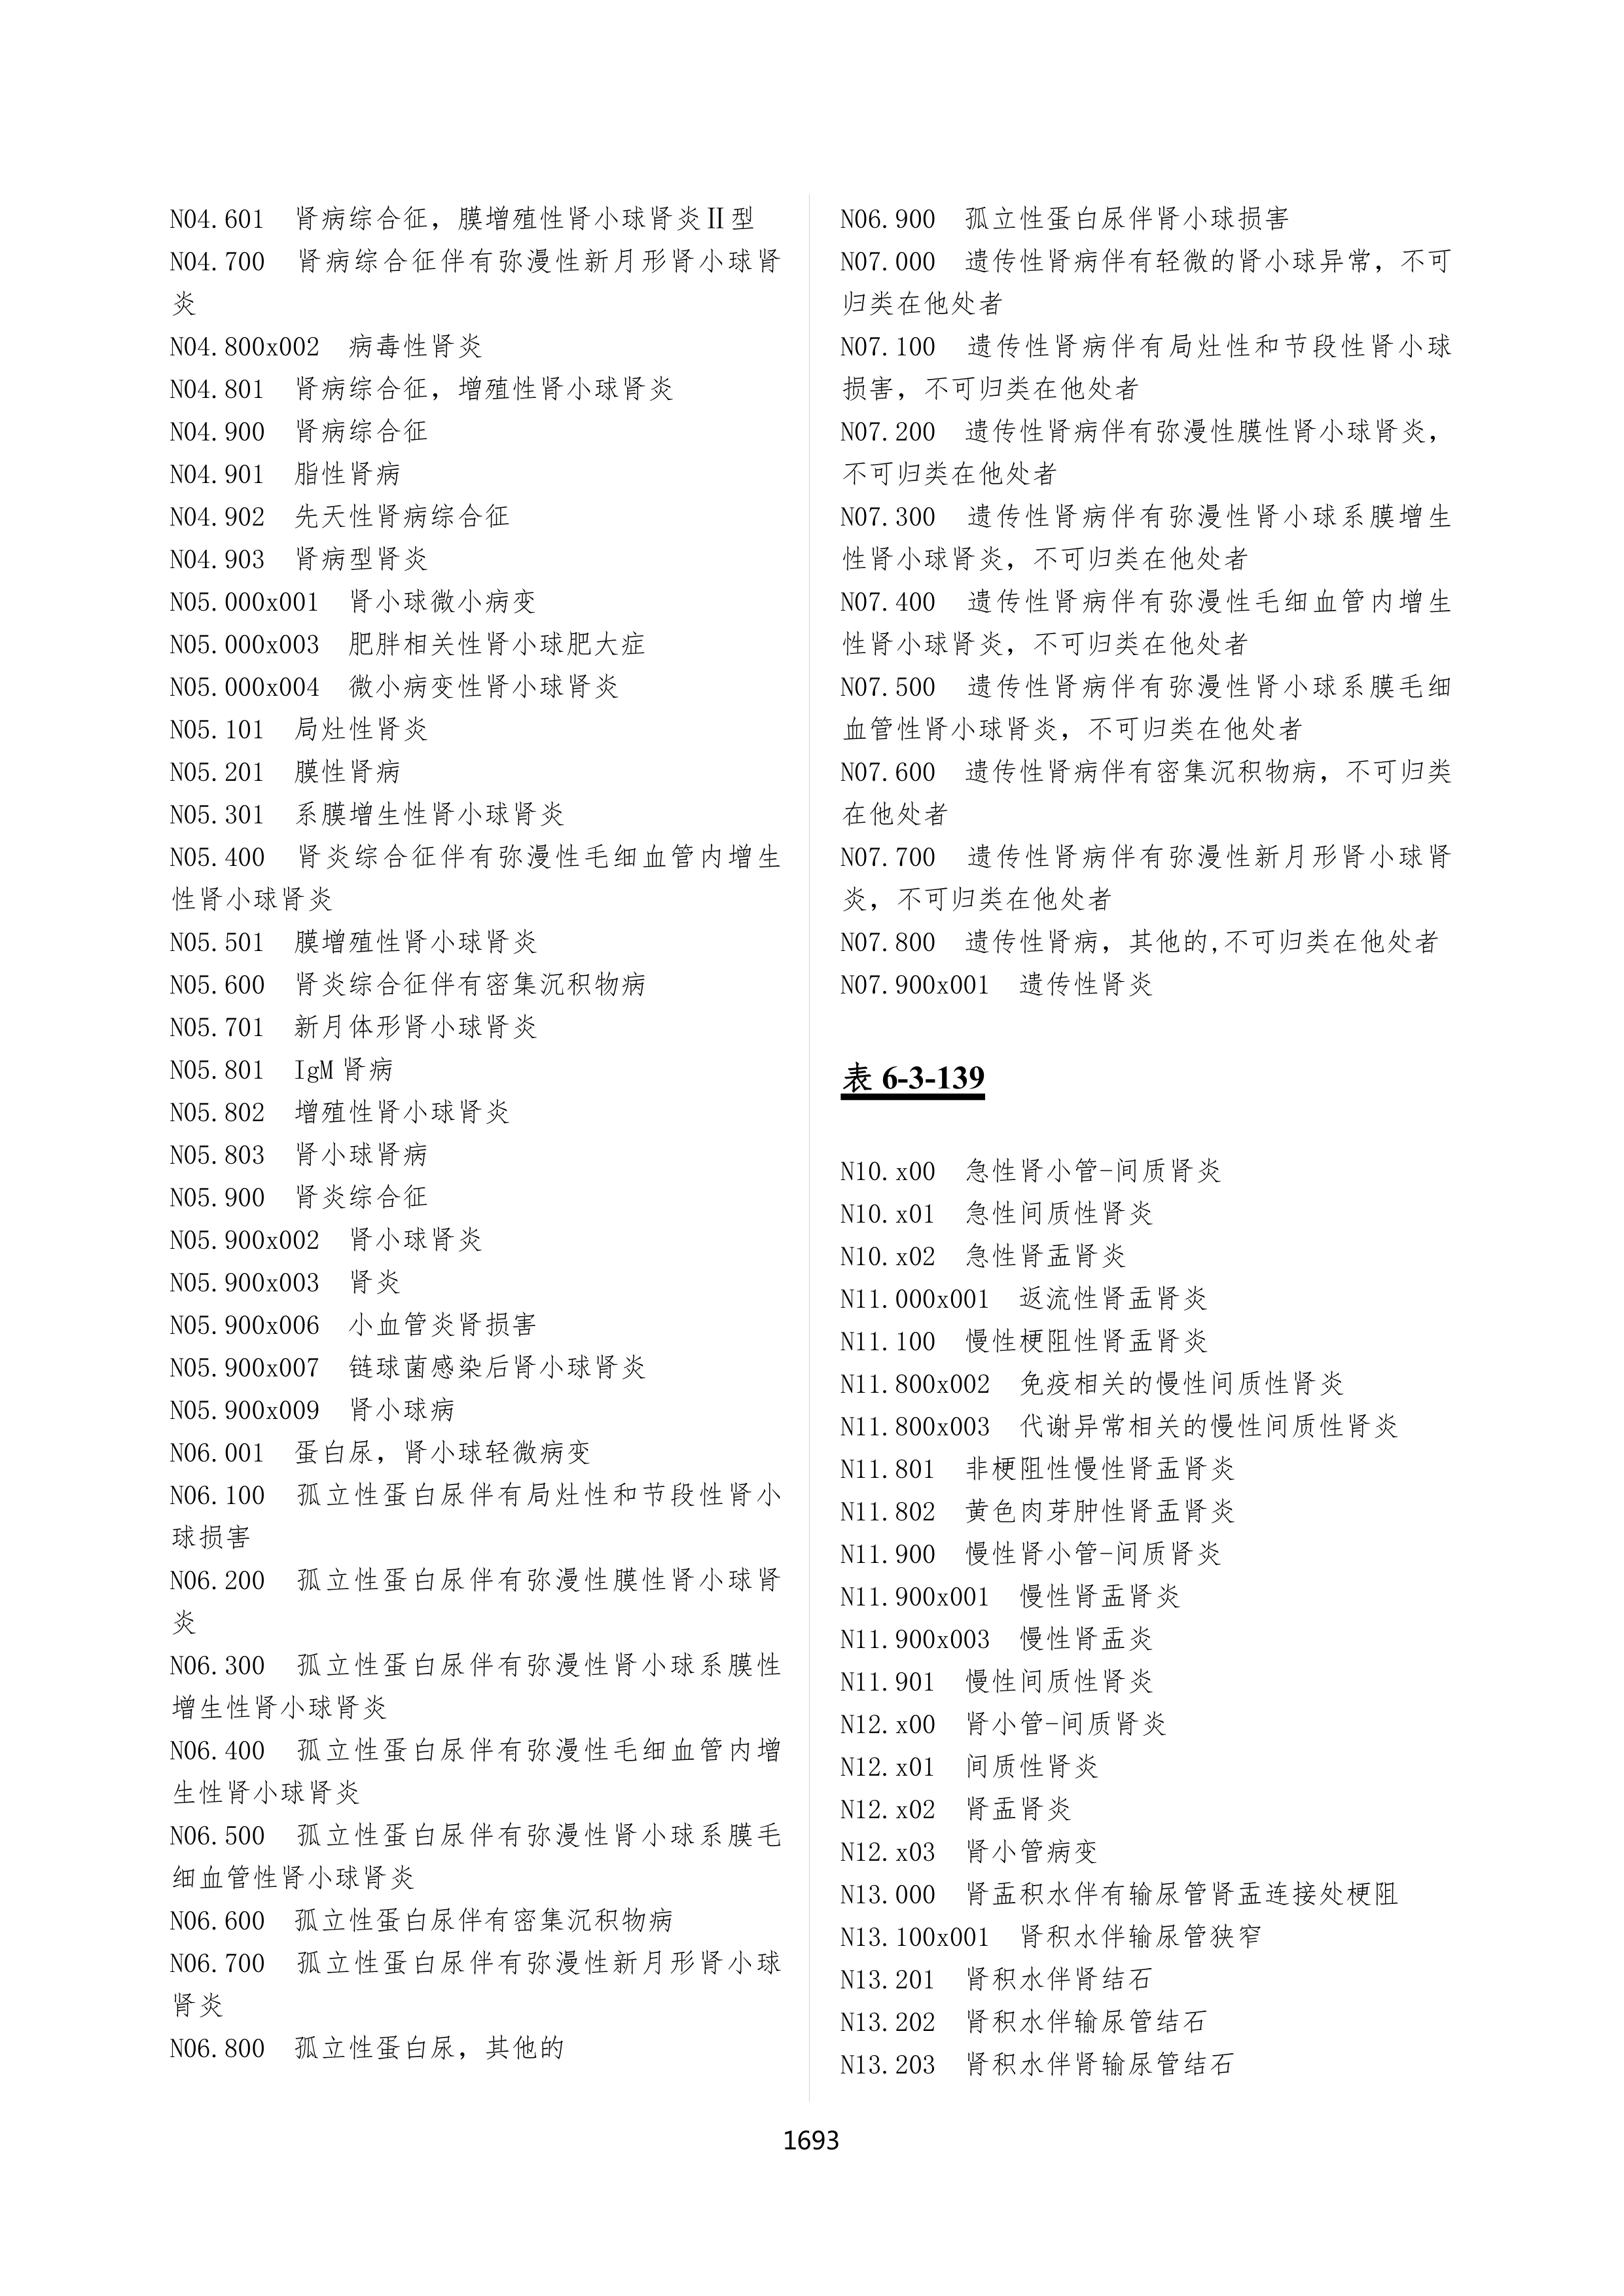 N04.601 肾病综合征，膜增殖性肾小球肾炎Ⅱ型
N04.700 肾病综合征伴有弥漫性新月形肾小球肾
炎
N04.800x002 病毒性肾炎
N04.801 肾病综合征，增殖性肾小球肾炎
N04.900 肾病综合征
N04.901 脂性肾病
N04.902 先天性肾病综合征
N04.903 肾病型肾炎
N05.000x001 肾小球微小病变
N05.000x003 肥胖相关性肾小球肥大症
N05.000x004 微小病变性肾小球肾炎
N05.101 局灶性肾炎
N05.201 膜性肾病
N05.301 系膜增生性肾小球肾炎
N05.400 肾炎综合征伴有弥漫性毛细血管内增生
性肾小球肾炎
N05.501 膜增殖性肾小球肾炎
N05.600 肾炎综合征伴有密集沉积物病
N05.701 新月体形肾小球肾炎
N05.801 IgM 肾病
N05.802 增殖性肾小球肾炎
N05.803 肾小球肾病
N05.900 肾炎综合征
N05.900x002 肾小球肾炎
N05.900x003 肾炎
N05.900x006 小血管炎肾损害
N05.900x007 链球菌感染后肾小球肾炎
N05.900x009 肾小球病
N06.001 蛋白尿，肾小球轻微病变
N06.100 孤立性蛋白尿伴有局灶性和节段性肾小
球损害
N06.200 孤立性蛋白尿伴有弥漫性膜性肾小球肾
炎
N06.300 孤立性蛋白尿伴有弥漫性肾小球系膜性
增生性肾小球肾炎
N06.400 孤立性蛋白尿伴有弥漫性毛细血管内增
生性肾小球肾炎
N06.500 孤立性蛋白尿伴有弥漫性肾小球系膜毛
细血管性肾小球肾炎
N06.600 孤立性蛋白尿伴有密集沉积物病
N06.700 孤立性蛋白尿伴有弥漫性新月形肾小球
肾炎
N06.800 孤立性蛋白尿，其他的
N06.900 孤立性蛋白尿伴肾小球损害
N07.000 遗传性肾病伴有轻微的肾小球异常，不可
归类在他处者
N07.100 遗传性肾病伴有局灶性和节段性肾小球
损害，不可归类在他处者
N07.200 遗传性肾病伴有弥漫性膜性肾小球肾炎，
不可归类在他处者
N07.300 遗传性肾病伴有弥漫性肾小球系膜增生
性肾小球肾炎，不可归类在他处者
N07.400 遗传性肾病伴有弥漫性毛细血管内增生
性肾小球肾炎，不可归类在他处者
N07.500 遗传性肾病伴有弥漫性肾小球系膜毛细
血管性肾小球肾炎，不可归类在他处者
N07.600 遗传性肾病伴有密集沉积物病，不可归类
在他处者
N07.700 遗传性肾病伴有弥漫性新月形肾小球肾
炎，不可归类在他处者
N07.800 遗传性肾病，其他的,不可归类在他处者
N07.900x001 遗传性肾炎
表 6-3-139
N10.x00 急性肾小管-间质肾炎
N10.x01 急性间质性肾炎
N10.x02 急性肾盂肾炎
N11.000x001 返流性肾盂肾炎
N11.100 慢性梗阻性肾盂肾炎
N11.800x002 免疫相关的慢性间质性肾炎
N11.800x003 代谢异常相关的慢性间质性肾炎
N11.801 非梗阻性慢性肾盂肾炎
N11.802 黄色肉芽肿性肾盂肾炎
N11.900 慢性肾小管-间质肾炎
N11.900x001 慢性肾盂肾炎
N11.900x003 慢性肾盂炎
N11.901 慢性间质性肾炎
N12.x00 肾小管-间质肾炎
N12.x01 间质性肾炎
N12.x02 肾盂肾炎
N12.x03 肾小管病变
N13.000 肾盂积水伴有输尿管肾盂连接处梗阻
N13.100x001 肾积水伴输尿管狭窄
N13.201 肾积水伴肾结石
N13.202 肾积水伴输尿管结石
N13.203 肾积水伴肾输尿管结石
1693